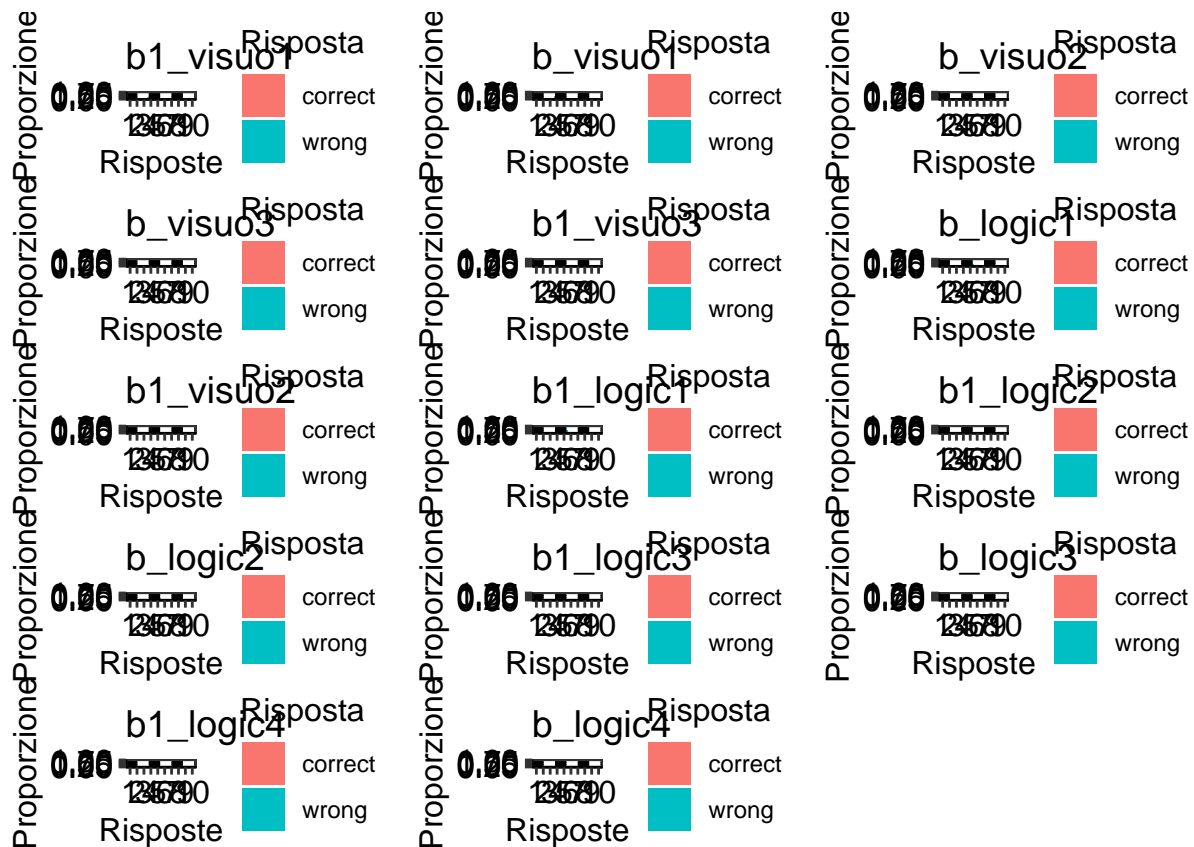 Proporzione
b1_visuo1
Risposta
correct
wrong
Risposte
Proporzione
b_visuo1
Risposta
correct
wrong
Risposte
Proporzione
b_visuo2
Risposta
correct
wrong
Risposte
Proporzione
b_visuo3
Risposta
correct
wrong
Risposte
Proporzione
b1_visuo3
Risposta
correct
wrong
Risposte
Proporzione
b_logic1
Risposta
correct
wrong
Risposte
Proporzione
b1_visuo2
Risposta
correct
wrong
Risposte
Proporzione
b1_logic1
Risposta
correct
wrong
Risposte
Proporzione
b1_logic2
Risposta
correct
wrong
Risposte
Proporzione
b_logic2
Risposta
correct
wrong
Risposte
Proporzione
b1_logic3
Risposta
correct
wrong
Risposte
Proporzione
b_logic3
Risposta
correct
wrong
Risposte
Proporzione
b1_logic4
Risposta
correct
wrong
Risposte
Proporzione
b_logic4
Risposta
correct
wrong
Risposte